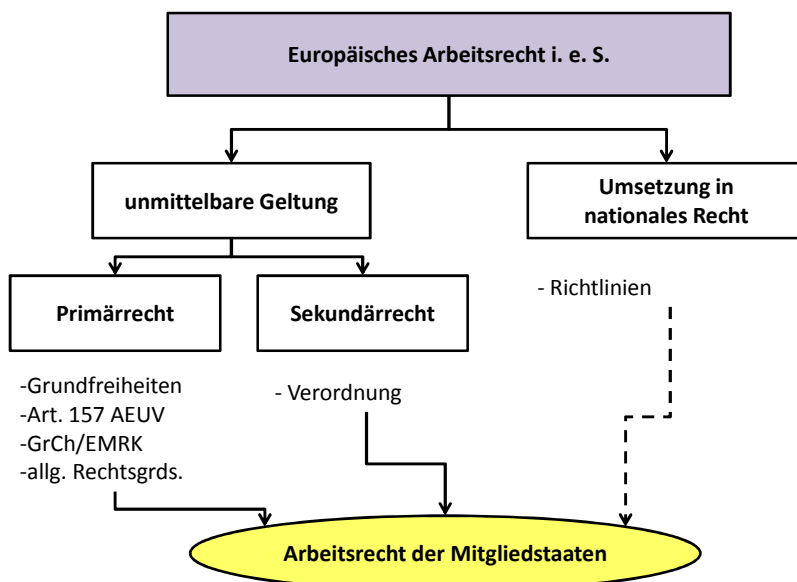 Europäisches Arbeitsrecht i. e. S.
unmittelbare Geltung
Umsetzung in
nationales Recht
Primärrecht
Sekundärrecht
- Richtlinien
-Grundfreiheiten
-Art. 157 AEUV
-GrCh/EMRK
-allg. Rechtsgrds.
- Verordnung
Arbeitsrecht der Mitgliedstaaten